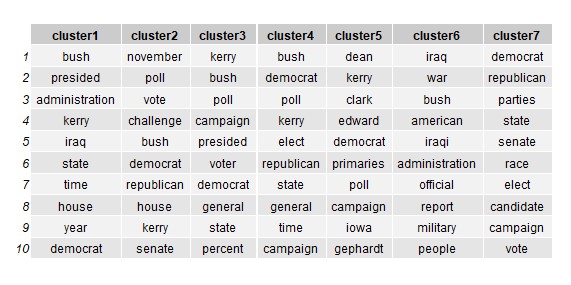 cluster1 cluster2 cluster3 cluster4 cluster5 cluster6 cluster7
1 bush november kerry bush dean iraq democrat
2 presided poll bush democrat kerry war republican
3 administration vote poll poll clark bush parties
4 kerry challenge campaign kerry edward american state
5 iraq bush presided elect democrat iraqi senate
6 state democrat voter republican primaries administration race
7 time republican democrat state poll official elect
8 house house general general campaign report candidate
9 year kerry state time iowa military campaign
10 democrat senate percent campaign gephardt people vote